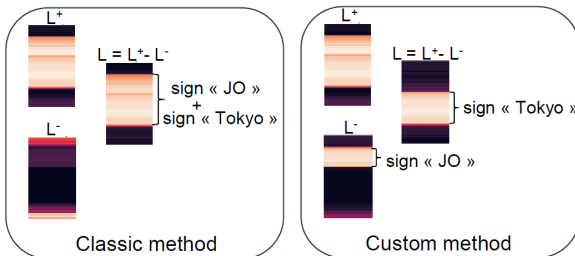 L+
L = L+- L-
sign « JO »
+
sign « Tokyo »
L-
Classic method
L+
L = L+- L-
sign « Tokyo »
L-
sign « JO »
Custom method